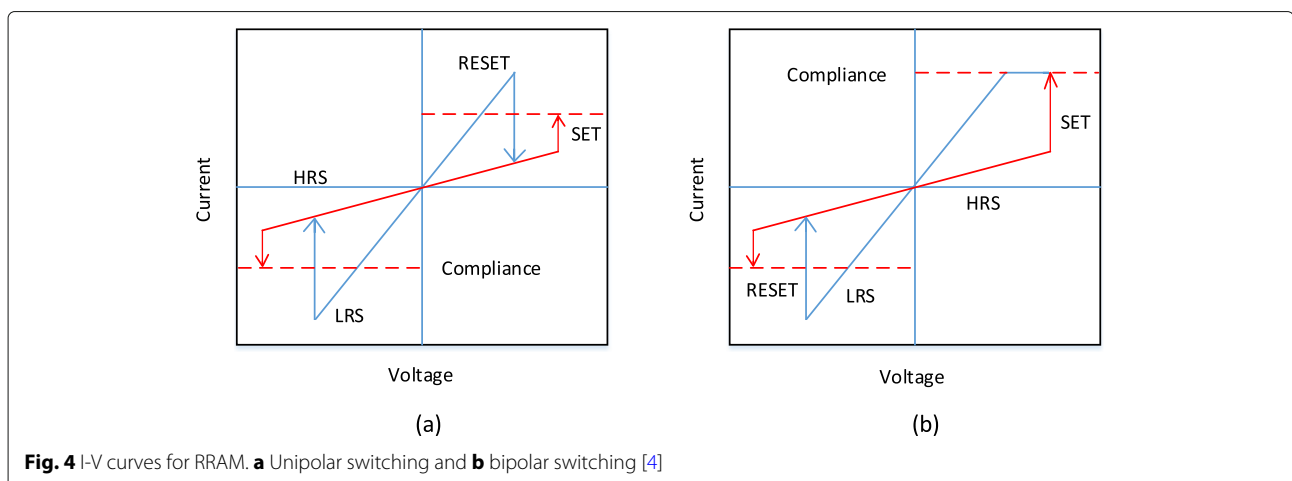 RESET
SET
HRS
Current
Compliance
LRS
Voltage
(a)
Compliance
SET
Current
HRS
RESET
LRS
Voltage
(b)
Fig. 4 I-V curves for RRAM. a Unipolar switching and b bipolar switching [4]